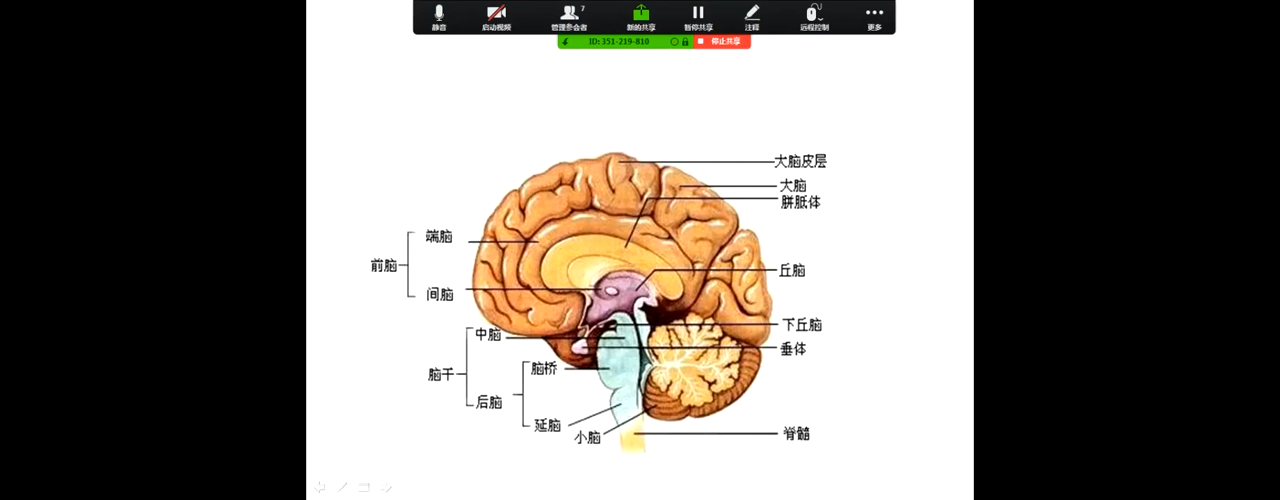 静音 启动视频 管理参会者 7 新的共享 暂停共享 注释 远程控制 更多
ID: 351-219-810 停止共享
大脑皮层
大脑
胼胝体
端脑
前脑
间脑
丘脑
中脑
下丘脑
垂体
脑干
脑桥
后脑
延脑
小脑
脊髓